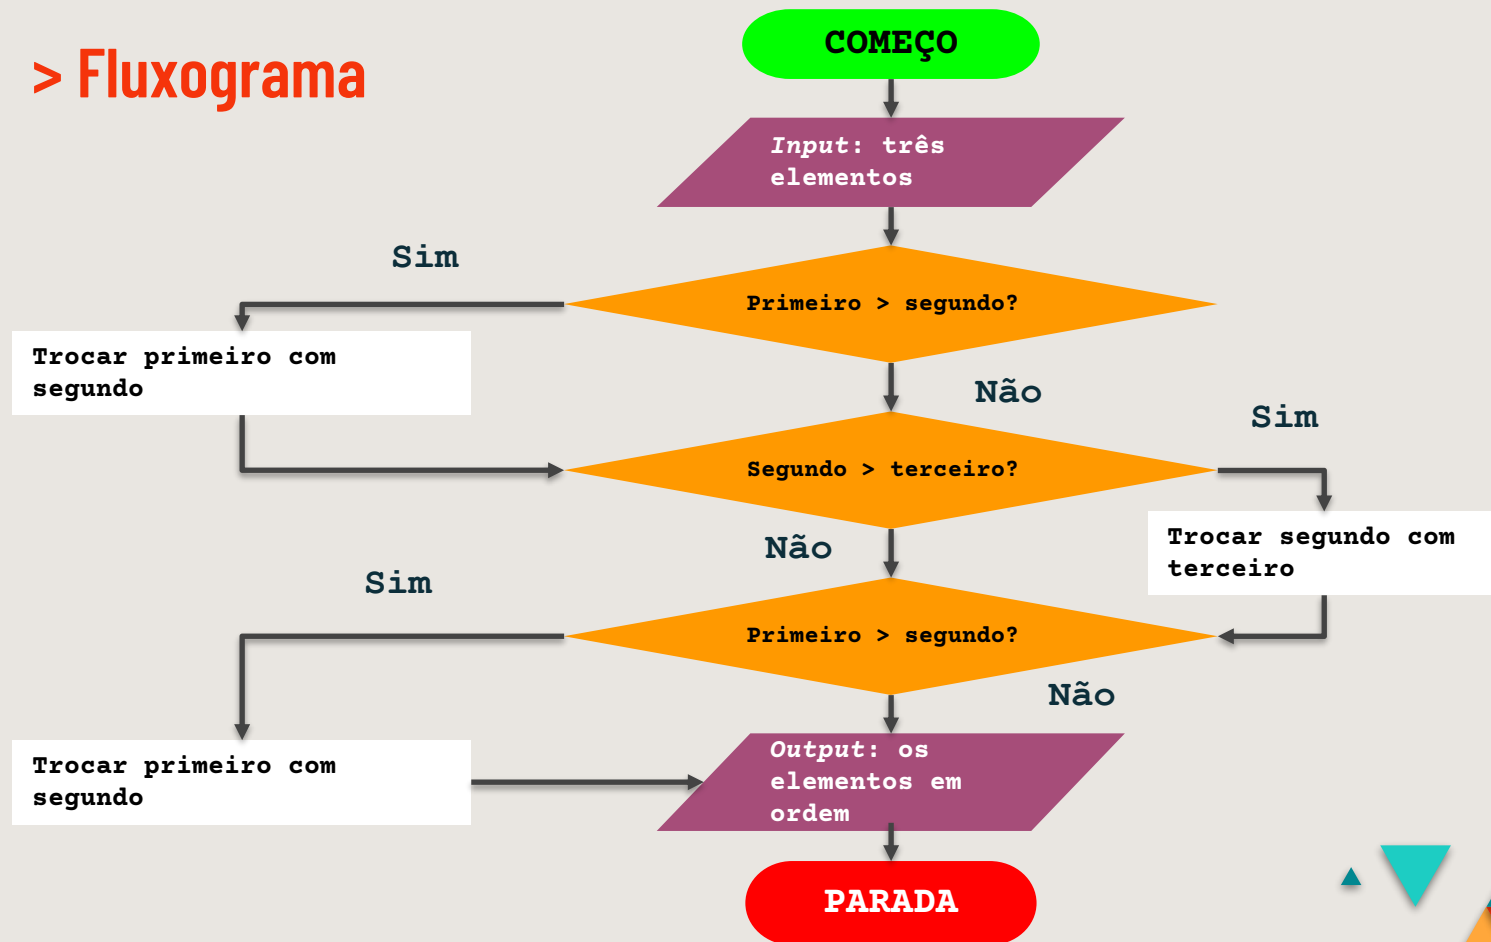 > Fluxograma
COMEÇO
Input: três
elementos
Sim
Primeiro > segundo?
Trocar primeiro com
segundo
Não
Sim
Segundo > terceiro?
Trocar segundo com
terceiro
Não
Sim
Primeiro > segundo?
Não
Trocar primeiro com
segundo
Output: os
elementos em
ordem
PARADA